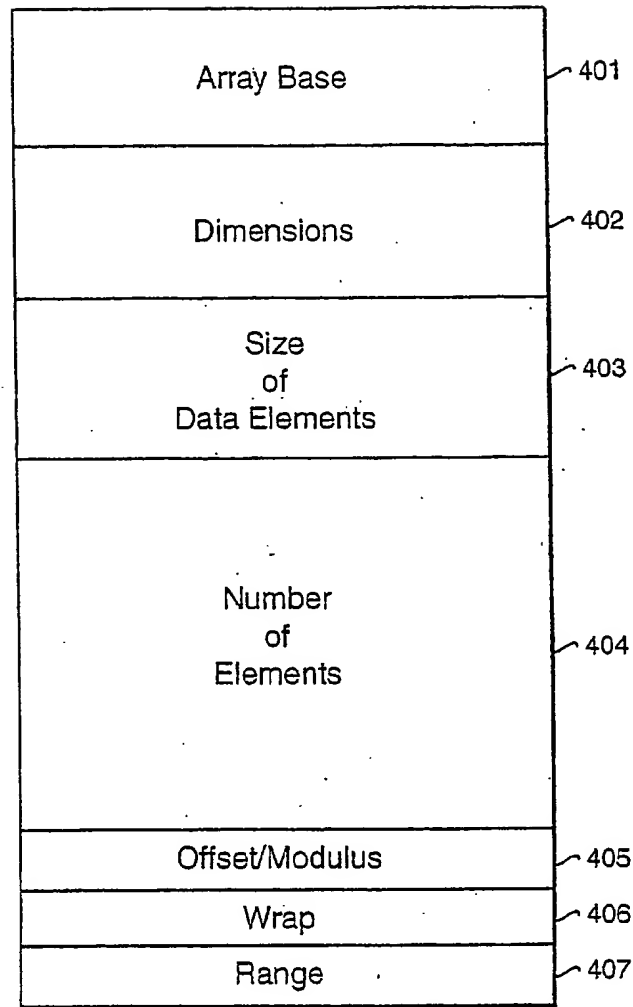 Array Base
401
Dimensions
402
Size
of
Data Elements
403
Number
of
Elements
404
Offset/Modulus
405
Wrap
406
Range
407